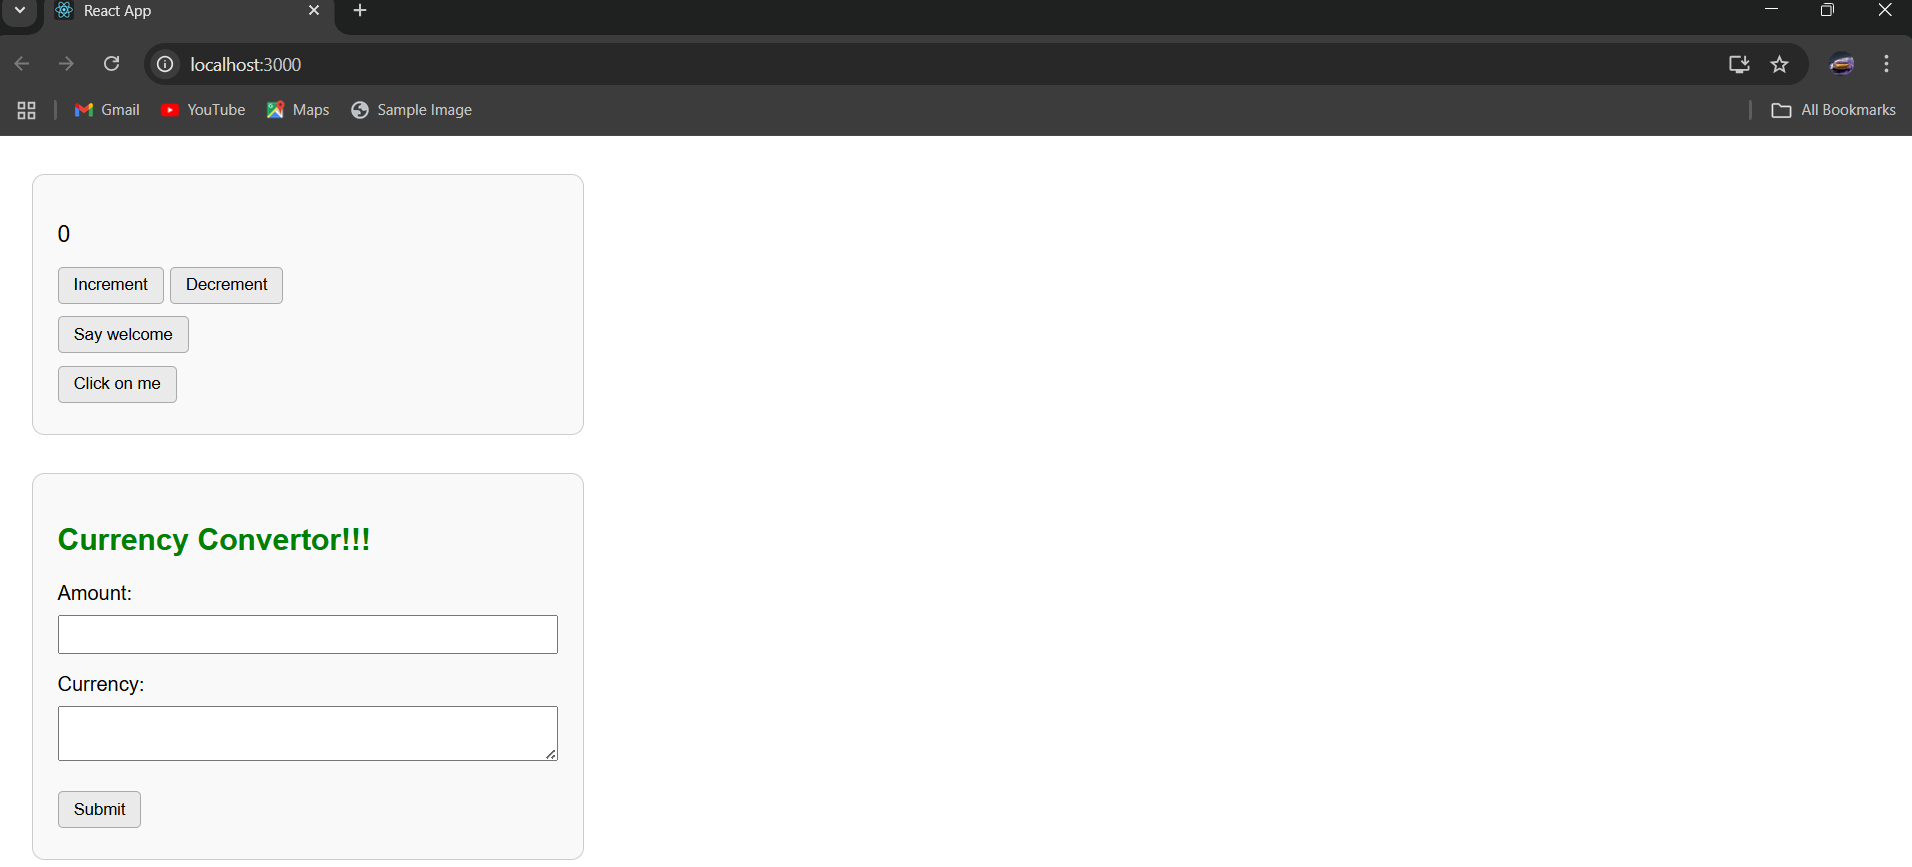 React App
localhost:3000
Gmail YouTube Maps Sample Image All Bookmarks
0
Increment Decrement
Say welcome
Click on me
Currency Convertor!!!
Amount:
Currency:
Submit